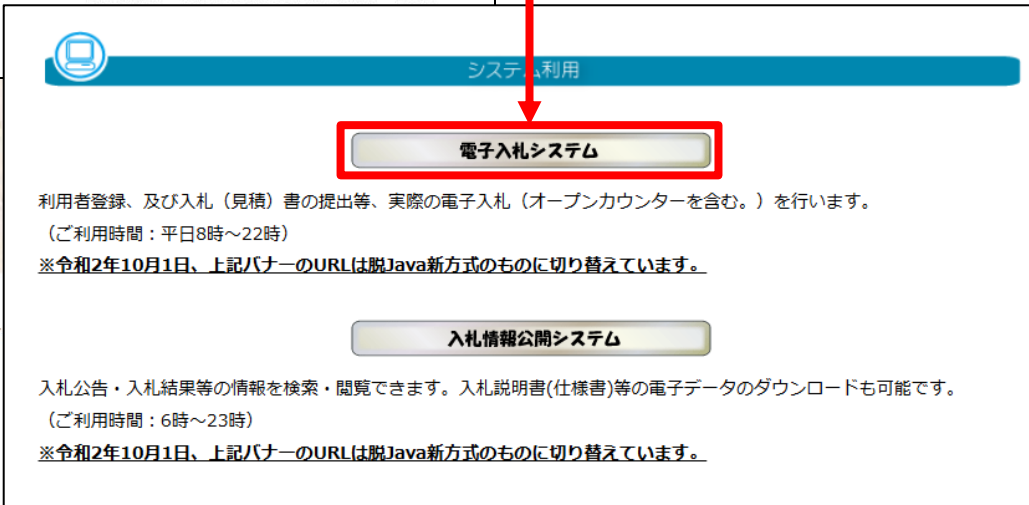 システム利用
電子入札システム
利用者登録、及び入札（見積）書の提出等、実際の電子入札（オープンカウンターを含む。）を行います。
（ご利用時間：平日8時～22時）
※令和2年10月1日、上記バナーのURLは脱Java新方式のものに切り替えています。
入札情報公開システム
入札公告・入札結果等の情報を検索・閲覧できます。入札説明書(仕様書)等の電子データのダウンロードも可能です。
（ご利用時間：6時～23時）
※令和2年10月1日、上記バナーのURLは脱Java新方式のものに切り替えています。